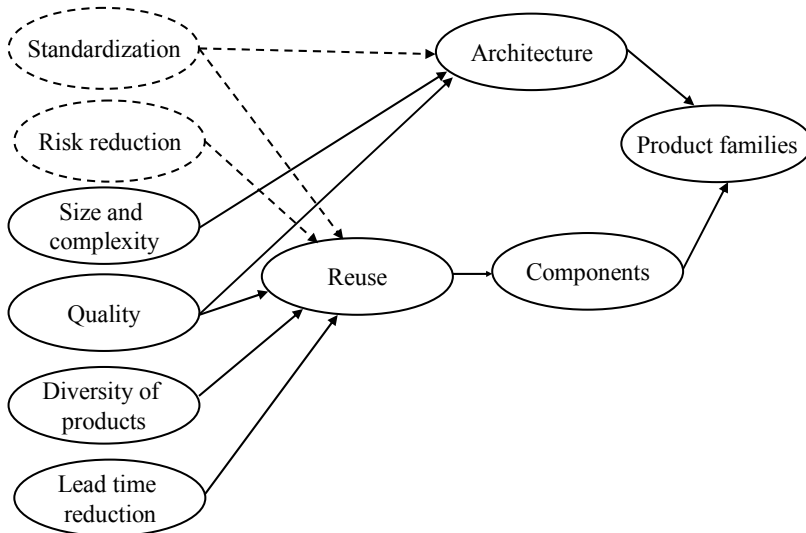 Standardization
Architecture
Risk reduction
Product families
Size and
complexity
Reuse
Components
Quality
Diversity of
products
Lead time
reduction